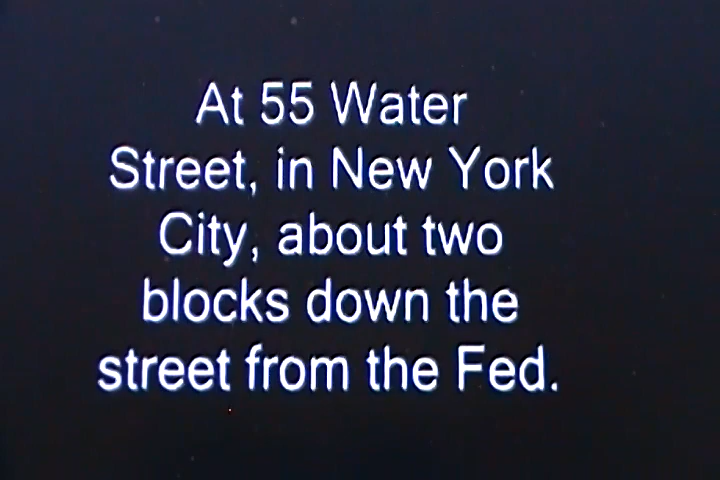 At 55 Water
Street, in New York
City, about two
blocks down the
street from the Fed.